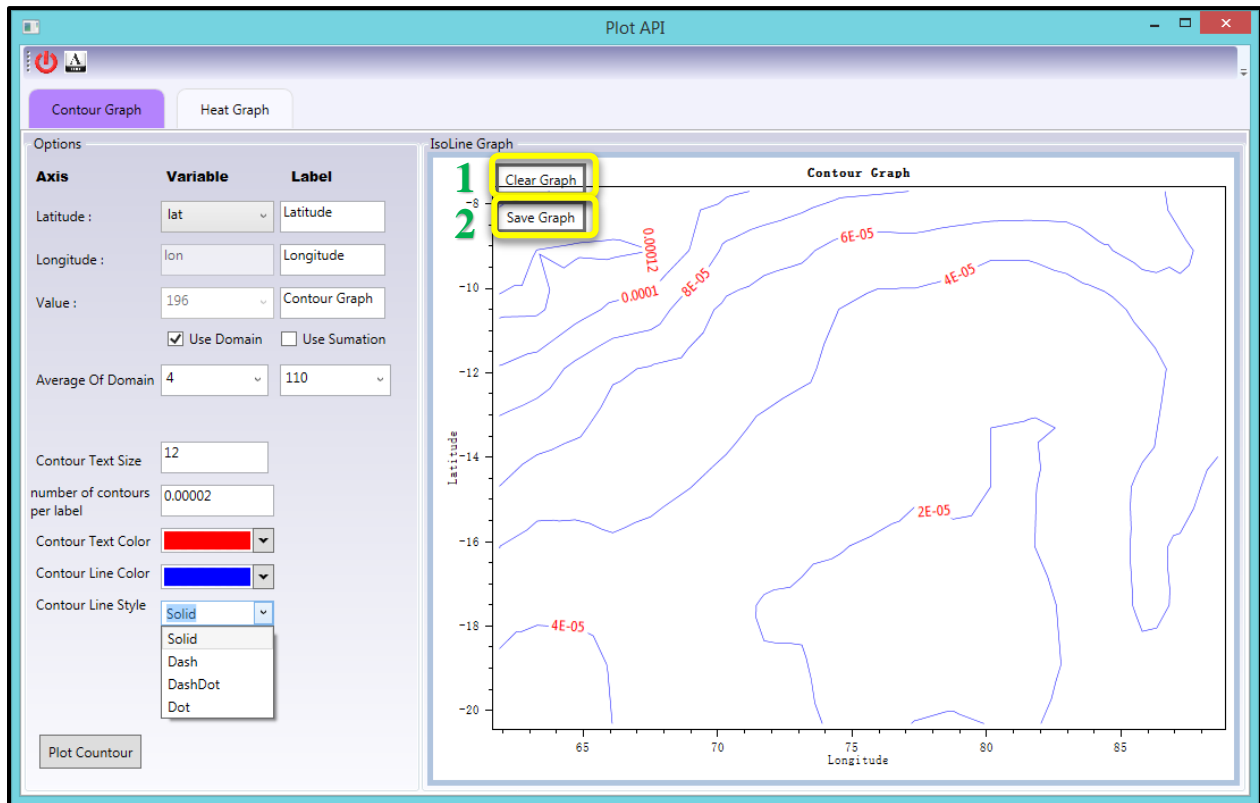 Plot API
Contour Graph
Heat Graph
Options
Axis
Variable
Label
Latitude :
lat
Latitude
Longitude :
lon
Longitude
Value :
196
Contour Graph
Use Domain
Use Sumation
Average Of Domain
4
110
Contour Text Size
12
number of contours
per label
0.00002
Contour Text Color
Contour Line Color
Contour Line Style
Solid
Solid
Dash
DashDot
Dot
Plot Countour
IsoLine Graph
1
Clear Graph
2
Save Graph
Contour Graph
-8
-10
-12
-14
-16
-18
-20
Latitude
0.00012
0.0001
8E-05
6E-05
4E-05
2E-05
4E-05
65
70
75
80
85
Longitude